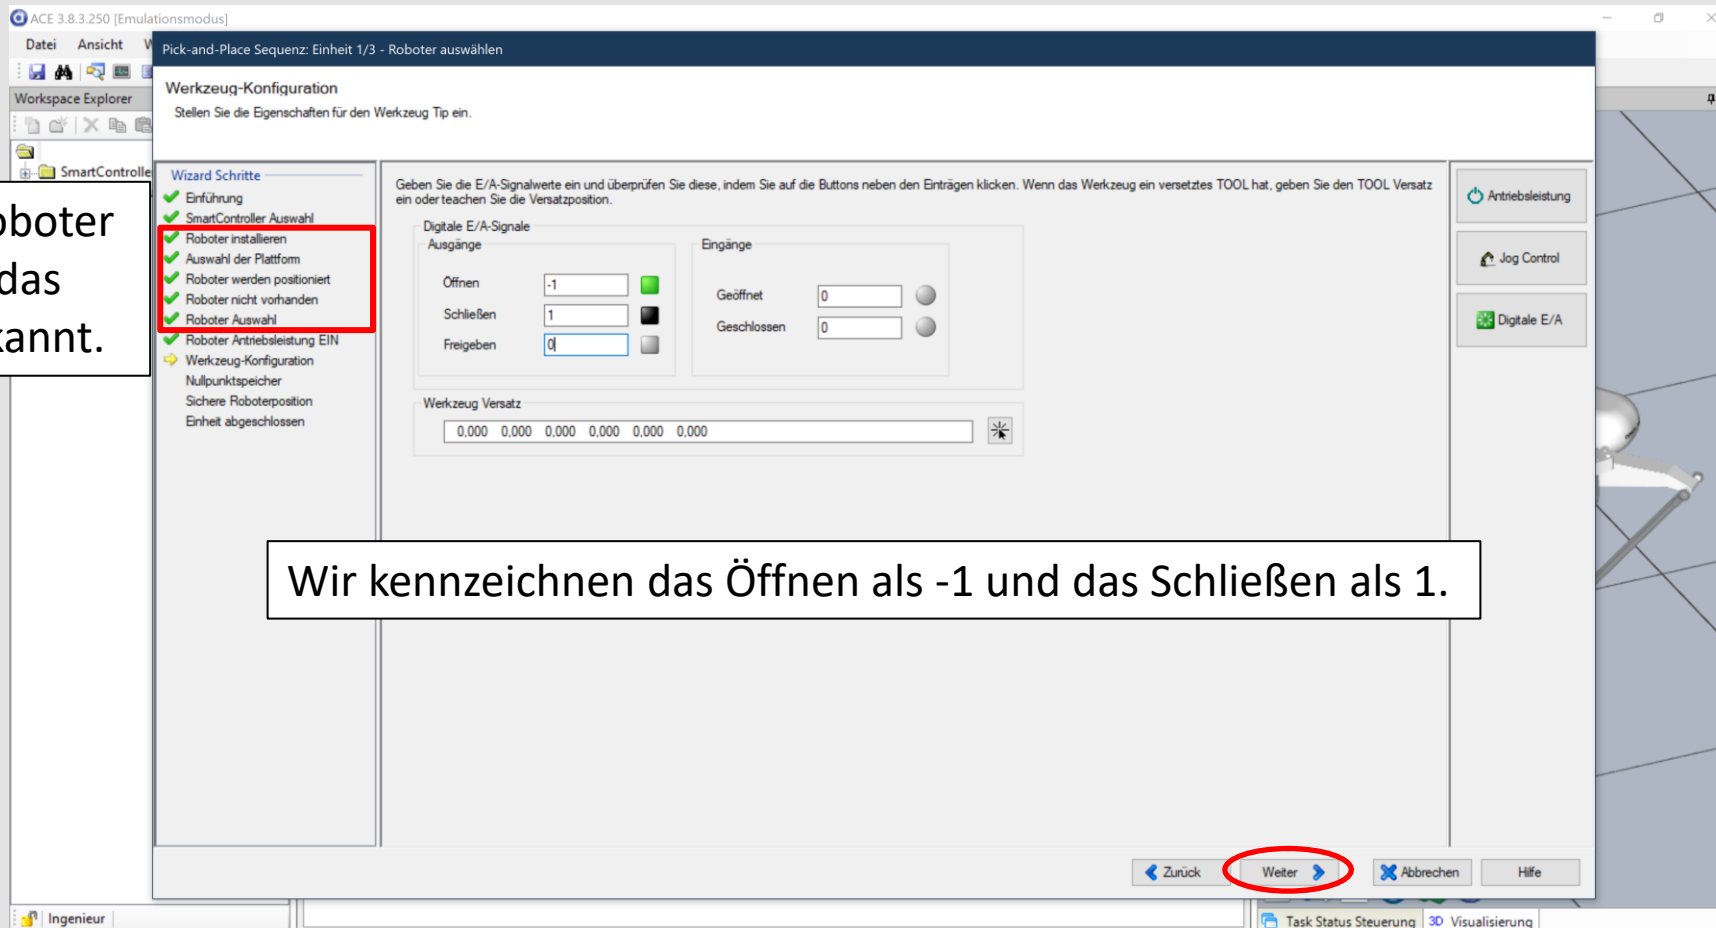 ACE 3.8.3.250 [Emulationsmodus]
Datei Ansicht
Pick-and-Place Sequenz: Einheit 1/3 - Roboter auswählen
Workspace Explorer
SmartControlle
Werkzeug-Konfiguration
Stellen Sie die Eigenschaften für den Werkzeug Tip ein.
oboter
das
kannt.
Wizard Schritte
Einführung
SmartController Auswahl
Roboter installieren
Auswahl der Plattform
Roboter werden positioniert
Roboter nicht vorhanden
Roboter Auswahl
Roboter Antriebsleistung EIN
Werkzeug-Konfiguration
Nullpunktspeicher
Sichere Roboterposition
Einheit abgeschlossen
Geben Sie die E/A-Signalwerte ein und überprüfen Sie diese, indem Sie auf die Buttons neben den Einträgen klicken. Wenn das Werkzeug ein versetztes TOOL hat, geben Sie den TOOL Versatz
ein oder teachen Sie die Versatzposition.
Digitale E/A-Signale
Ausgänge
Öffnen -1
Schließen 1
Freigeben 0
Eingänge
Geöffnet 0
Geschlossen 0
Werkzeug Versatz
0,000 0,000 0,000 0,000 0,000 0,000
Antriebsleistung
Jog Control
Digitale E/A
Wir kennzeichnen das Öffnen als -1 und das Schließen als 1.
Zurück
Weiter
Abbrechen
Hilfe
Ingenieur
Task Status Steuerung
3D Visualisierung